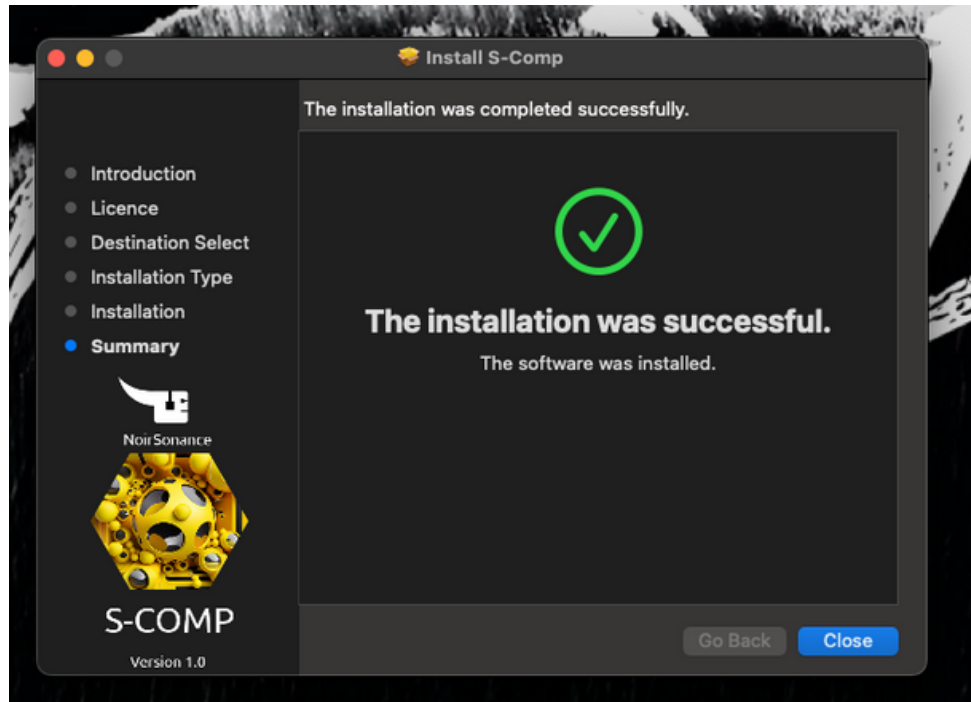 Install S-Comp
The installation was completed successfully.
Introduction
Licence
Destination Select
Installation Type
Installation
Summary
NoirSonance
S-COMP
Version 1.0
The installation was successful.
The software was installed.
Go Back
Close